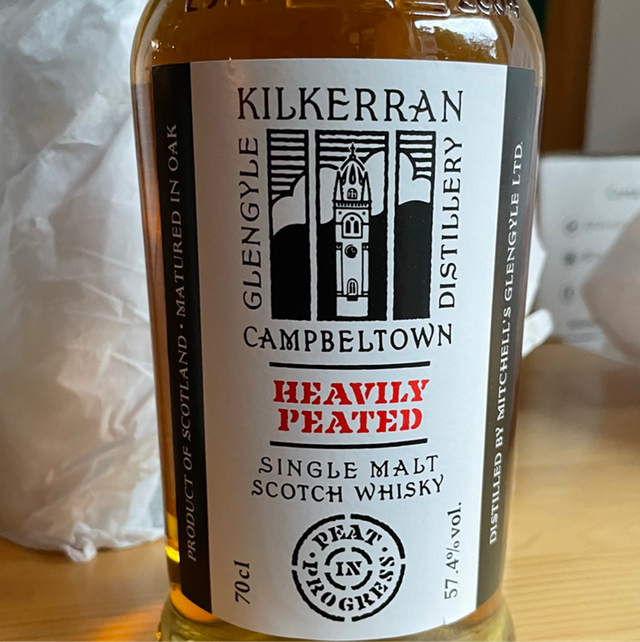 KILKERRAN
GLENGYLE
DISTILLERY
CAMPBELTOWN
HEAVILY
PEATED
SINGLE MALT
SCOTCH WHISKY
PEAT
IN
PROGRESS
70cl
57.4%vol.
PRODUCT OF SCOTLAND • MATURED IN OAK
DISTILLED BY MITCHELL'S GLENGYLE LTD.